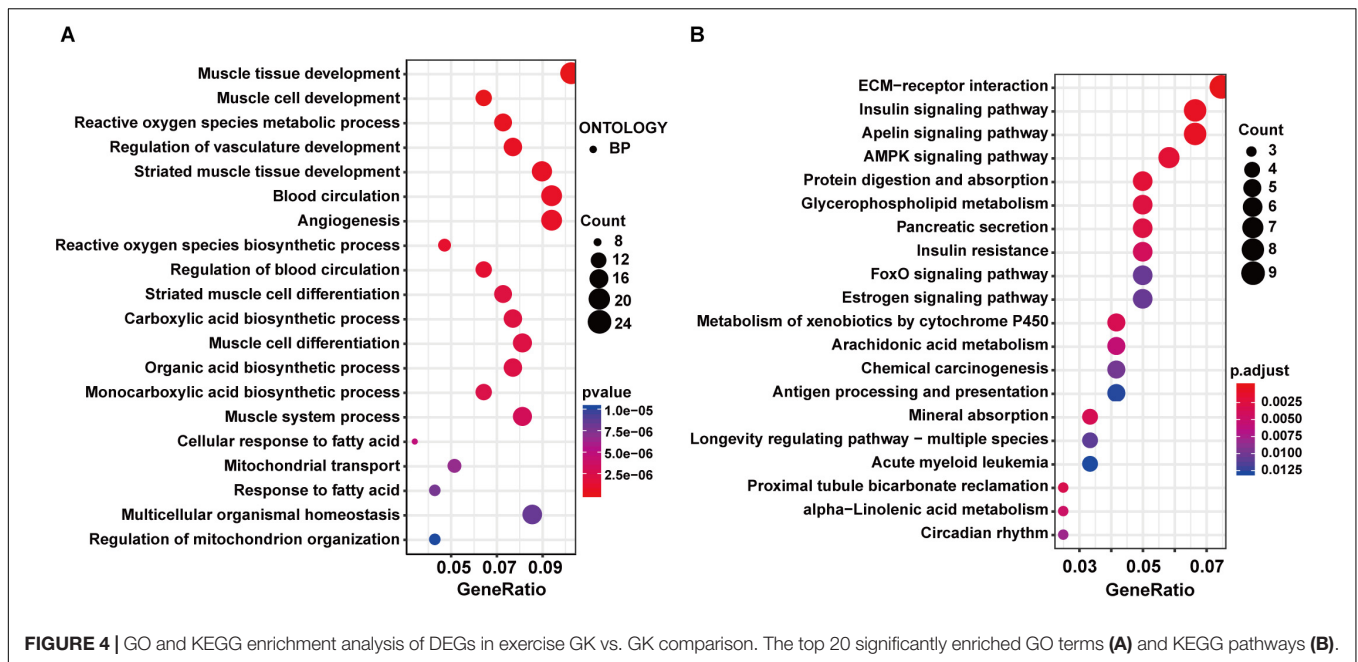 A
Muscle tissue development
Muscle cell development
Reactive oxygen species metabolic process
Regulation of vasculature development
Striated muscle tissue development
Blood circulation
Angiogenesis
Reactive oxygen species biosynthetic process
Regulation of blood circulation
Striated muscle cell differentiation
Carboxylic acid biosynthetic process
Muscle cell differentiation
Organic acid biosynthetic process
Monocarboxylic acid biosynthetic process
Muscle system process
Cellular response to fatty acid
Mitochondrial transport
Response to fatty acid
Multicellular organismal homeostasis
Regulation of mitochondrion organization
0.05 0.07 0.09
GeneRatio
ONTOLOGY
BP
Count
8
12
16
20
24
pvalue
1.0e−05
7.5e−06
5.0e−06
2.5e−06
B
ECM−receptor interaction
Insulin signaling pathway
Apelin signaling pathway
AMPK signaling pathway
Protein digestion and absorption
Glycerophospholipid metabolism
Pancreatic secretion
Insulin resistance
FoxO signaling pathway
Estrogen signaling pathway
Metabolism of xenobiotics by cytochrome P450
Arachidonic acid metabolism
Chemical carcinogenesis
Antigen processing and presentation
Mineral absorption
Longevity regulating pathway − multiple species
Acute myeloid leukemia
Proximal tubule bicarbonate reclamation
alpha−Linolenic acid metabolism
Circadian rhythm
0.03 0.05 0.07
GeneRatio
Count
3
4
5
6
7
8
9
p.adjust
0.0025
0.0050
0.0075
0.0100
0.0125
FIGURE 4 | GO and KEGG enrichment analysis of DEGs in exercise GK vs. GK comparison. The top 20 significantly enriched GO terms (A) and KEGG pathways (B).